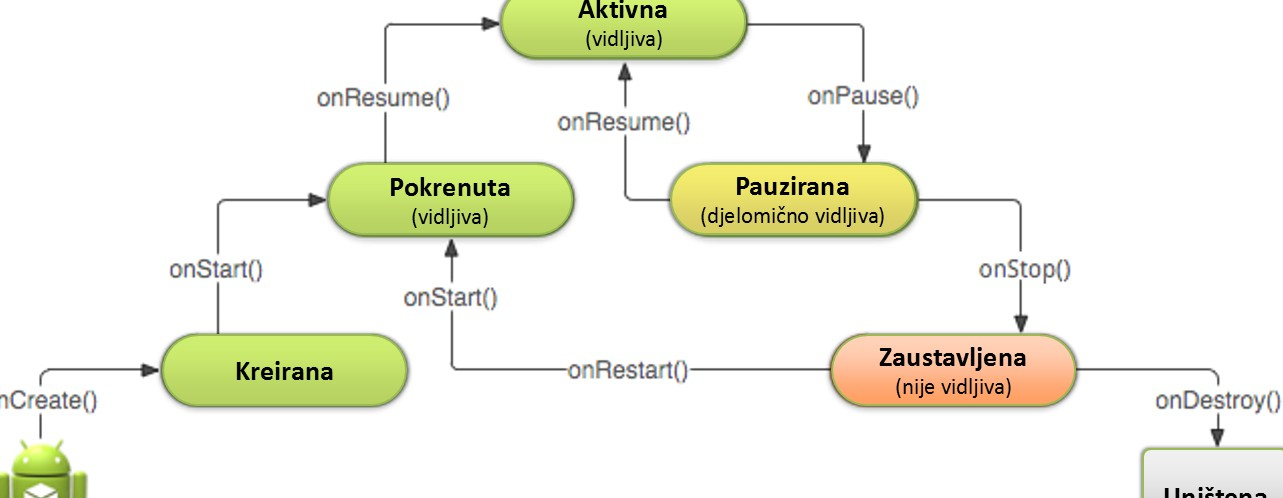 Aktivna
(vidljiva)
onResume()
onPause()
onResume()
Pokrenuta
(vidljiva)
Pauzirana
(djelomično vidljiva)
onStart()
onStop()
onStart()
Kreirana
onRestart()
Zaustavljena
(nije vidljiva)
nCreate()
onDestroy()
Uništena